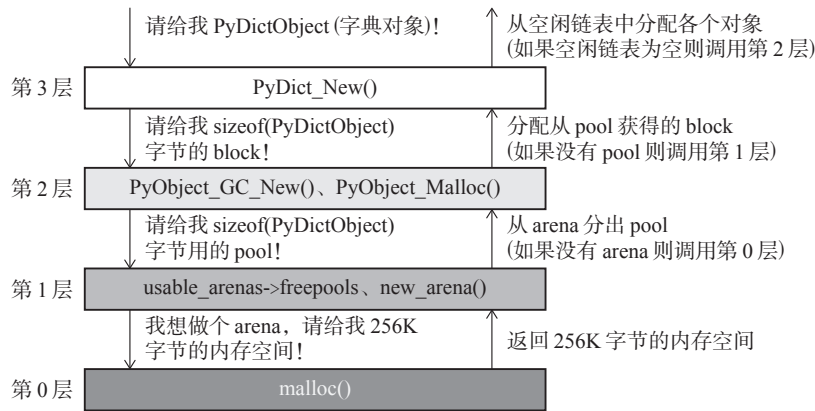 请给我 PyDictObject (字典对象)!
从空闲链表中分配各个对象
(如果空闲链表为空则调用第 2 层)
第 3 层
PyDict_New()
请给我 sizeof(PyDictObject)
字节的 block!
分配从 pool 获得的 block
(如果没有 pool 则调用第 1 层)
第 2 层
PyObject_GC_New()、PyObject_Malloc()
请给我 sizeof(PyDictObject)
字节用的 pool!
从 arena 分出 pool
(如果没有 arena 则调用第 0 层)
第 1 层
usable_arenas->freepools、new_arena()
我想做个 arena，请给我 256K
字节的内存空间!
返回 256K 字节的内存空间
第 0 层
malloc()